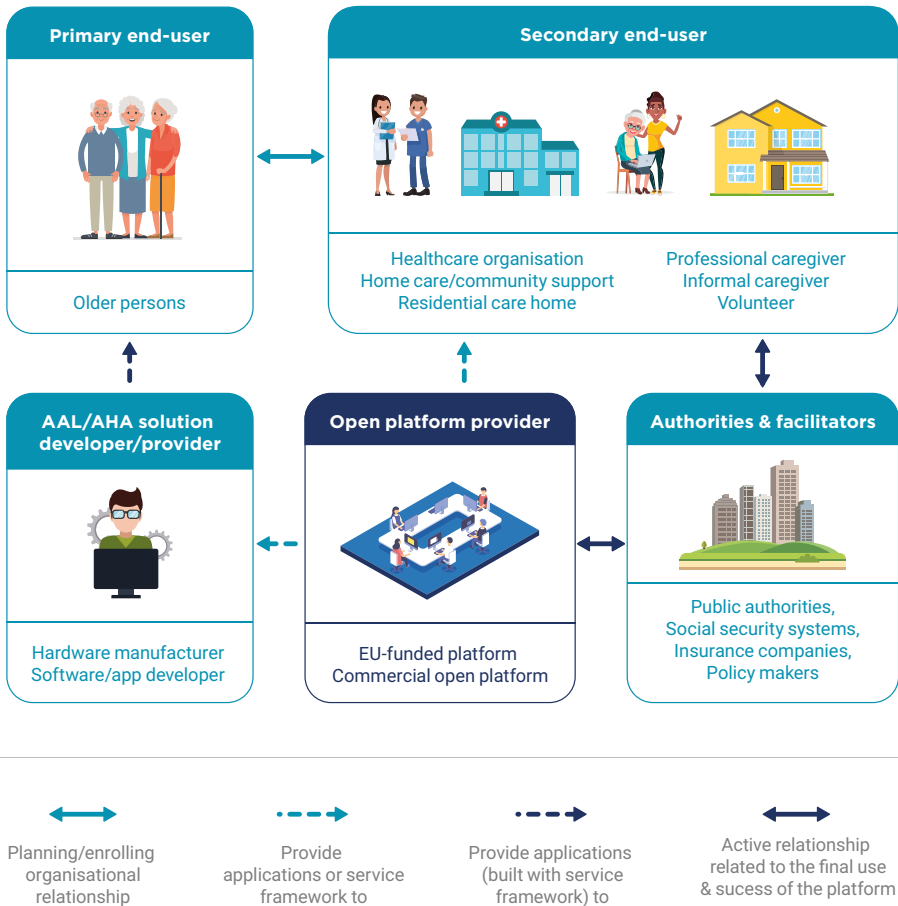 Primary end-user
Secondary end-user
Older persons
Healthcare organisation
Home care/community support
Residential care home
Professional caregiver
Informal caregiver
Volunteer
AAL/AHA solution
developer/provider
Open platform provider
Authorities & facilitators
Hardware manufacturer
Software/app developer
EU-funded platform
Commercial open platform
Public authorities,
Social security systems,
Insurance companies,
Policy makers
Planning/enrolling
organisational
relationship
Provide
applications or service
framework to
Provide applications
(built with service
framework) to
Active relationship
related to the final use
& sucess of the platform